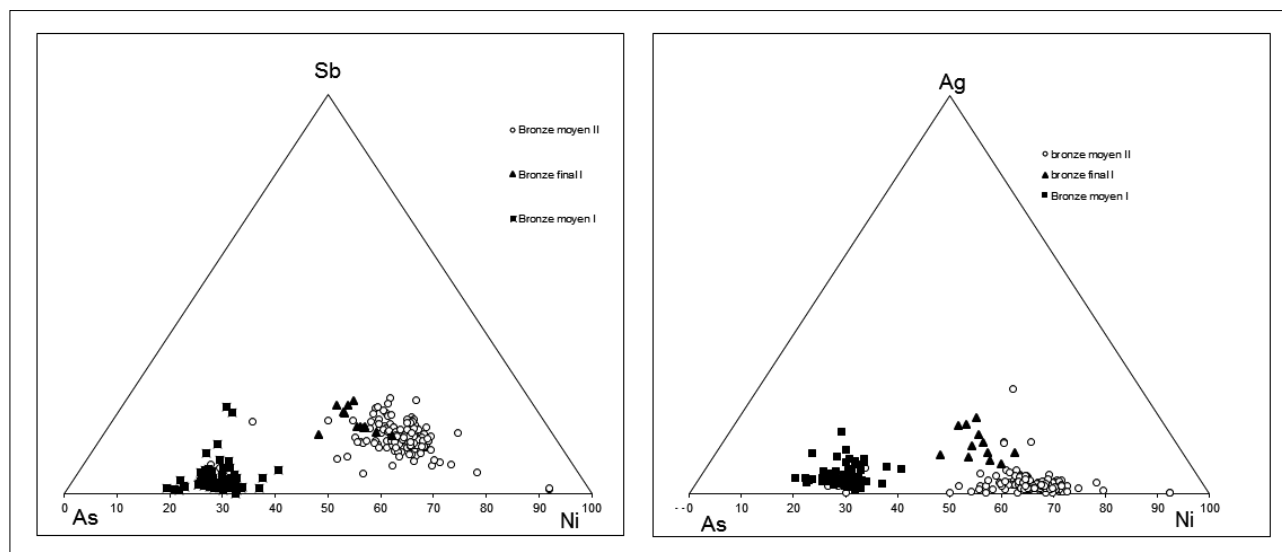 Sb
Bronze moyen II
Bronze final I
Bronze moyen I
0 10 20 30 40 50 60 70 80 90 100
As Ni
Ag
bronze moyen II
bronze final I
Bronze moyen I
10 20 30 40 50 60 70 80 90 100
As Ni